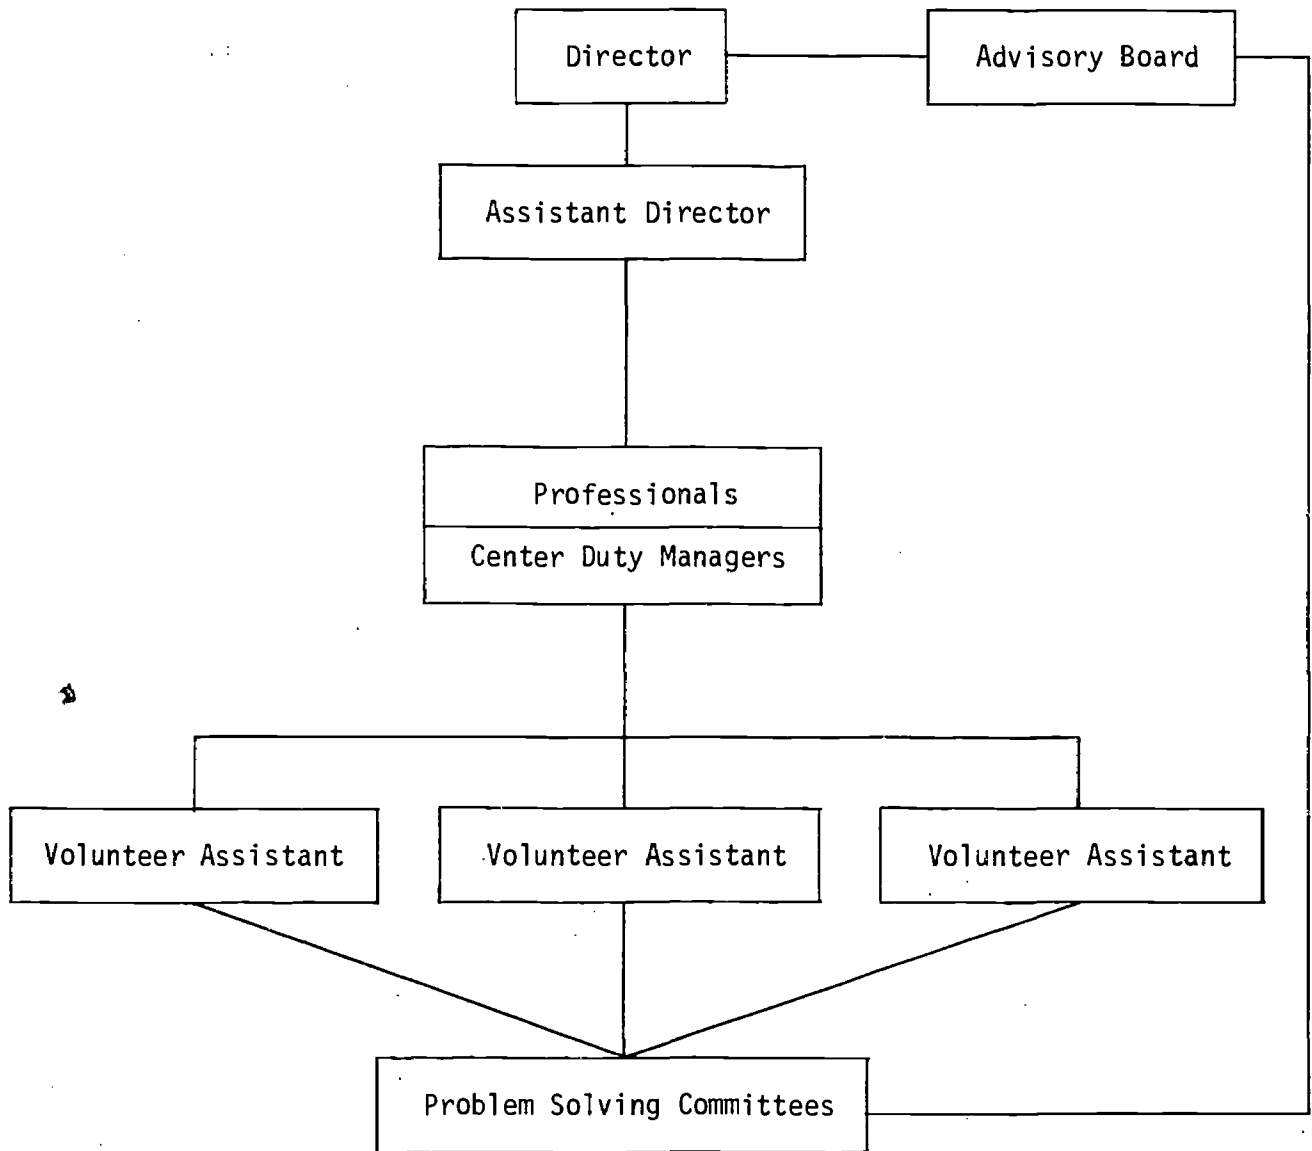 Director
Advisory Board
Assistant Director
Professionals
Center Duty Managers
Volunteer Assistant
Volunteer Assistant
Volunteer Assistant
Problem Solving Committees